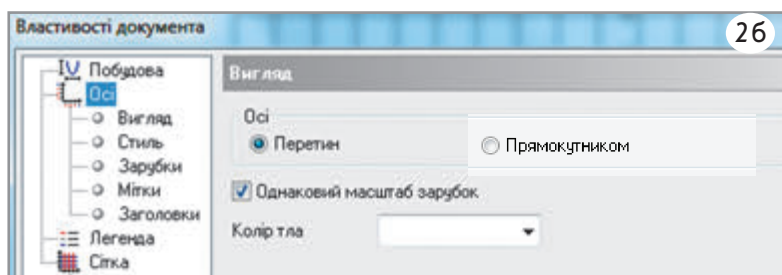 Властивості документа
2б
Побудова
Осі
Вигляд
Стиль
Зарубки
Мітки
Заголовки
Легенда
Сітка
Вигляд
Осі
Перетин
Прямокутником
Однаковий масштаб зарубок
Колір тла